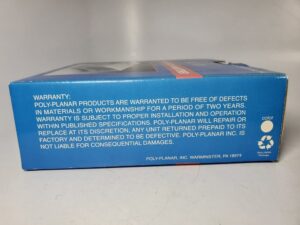 WARRANTY:
POLY-PLANAR PRODUCTS ARE WARRANTED TO BE FREE OF DEFECTS
IN MATERIALS OR WORKMANSHIP FOR A PERIOD OF TWO YEARS.
WARRANTY IS SUBJECT TO PROPER INSTALLATION AND OPERATION
WITHIN PUBLISHED SPECIFICATIONS. POLY-PLANAR WILL REPAIR OR
REPLACE AT ITS DISCRETION, ANY UNIT RETURNED PREPAID TO ITS
FACTORY AND DETERMINED TO BE DEFECTIVE. POLY-PLANAR INC. IS
NOT LIABLE FOR CONSEQUENTIAL DAMAGES.
POLY-PLANAR, INC. WARMINSTER, PA 18974
COLOR